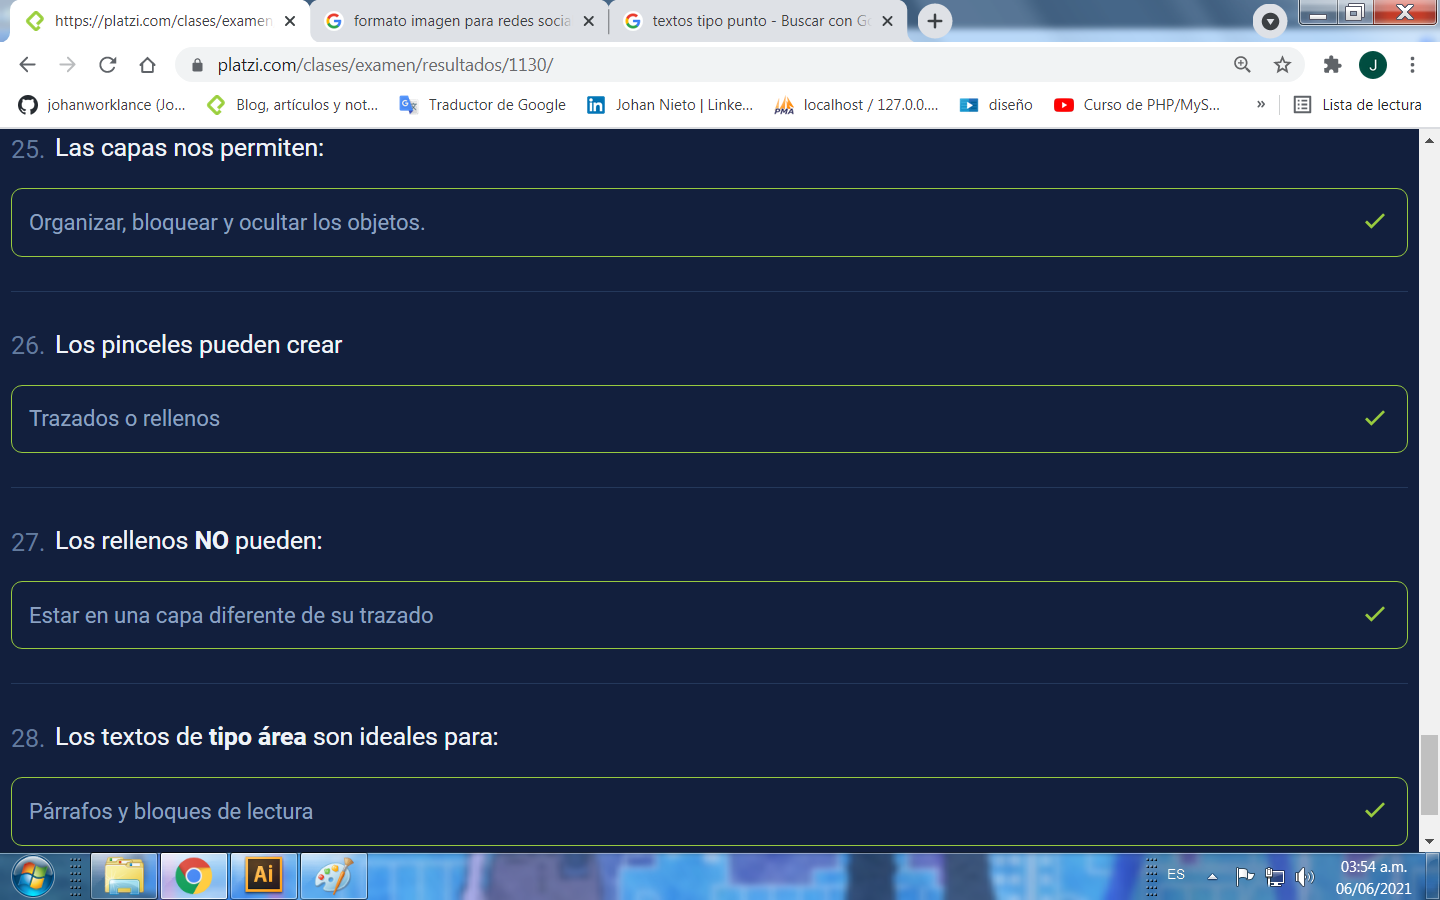 https://platzi.com/clases/examen
formato imagen para redes socia
textos tipo punto - Buscar con Go
platzi.com/clases/examen/resultados/1130/
J
johanworklance (Jo...
Blog, artículos y not...
Traductor de Google
Johan Nieto | Linke...
localhost / 127.0.0....
diseño
Curso de PHP/MyS...
»
Lista de lectura
25. Las capas nos permiten:
Organizar, bloquear y ocultar los objetos.
26. Los pinceles pueden crear
Trazados o rellenos
27. Los rellenos NO pueden:
Estar en una capa diferente de su trazado
28. Los textos de tipo área son ideales para:
Párrafos y bloques de lectura
Ai
ES
03:54 a.m.
06/06/2021